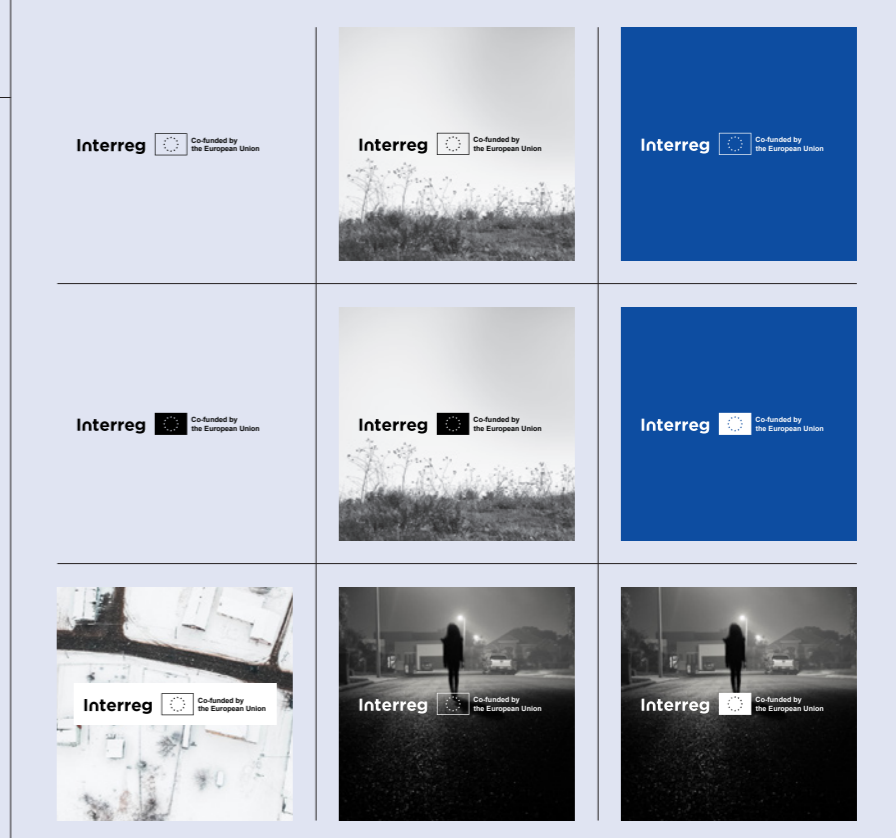 Interreg
Co-funded by
the European Union
Interreg
Co-funded by
the European Union
Interreg
Co-funded by
the European Union
Interreg
Co-funded by
the European Union
Interreg
Co-funded by
the European Union
Interreg
Co-funded by
the European Union
Interreg
Co-funded by
the European Union
Interreg
Co-funded by
the European Union
Interreg
Co-funded by
the European Union